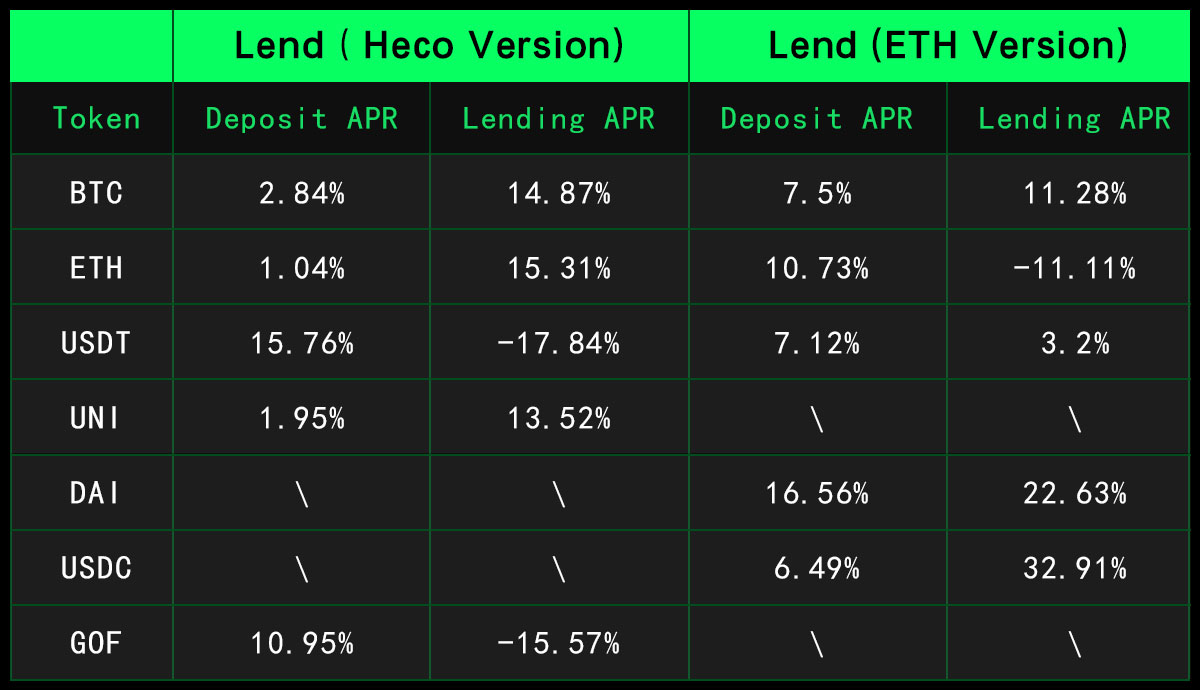 Lend ( Heco Version) Lend (ETH Version)
Token Deposit APR Lending APR Deposit APR Lending APR
BTC 2.84% 14.87% 7.5% 11.28%
ETH 1.04% 15.31% 10.73% -11.11%
USDT 15.76% -17.84% 7.12% 3.2%
UNI 1.95% 13.52% \ \
DAI \ \ 16.56% 22.63%
USDC \ \ 6.49% 32.91%
GOF 10.95% -15.57% \ \